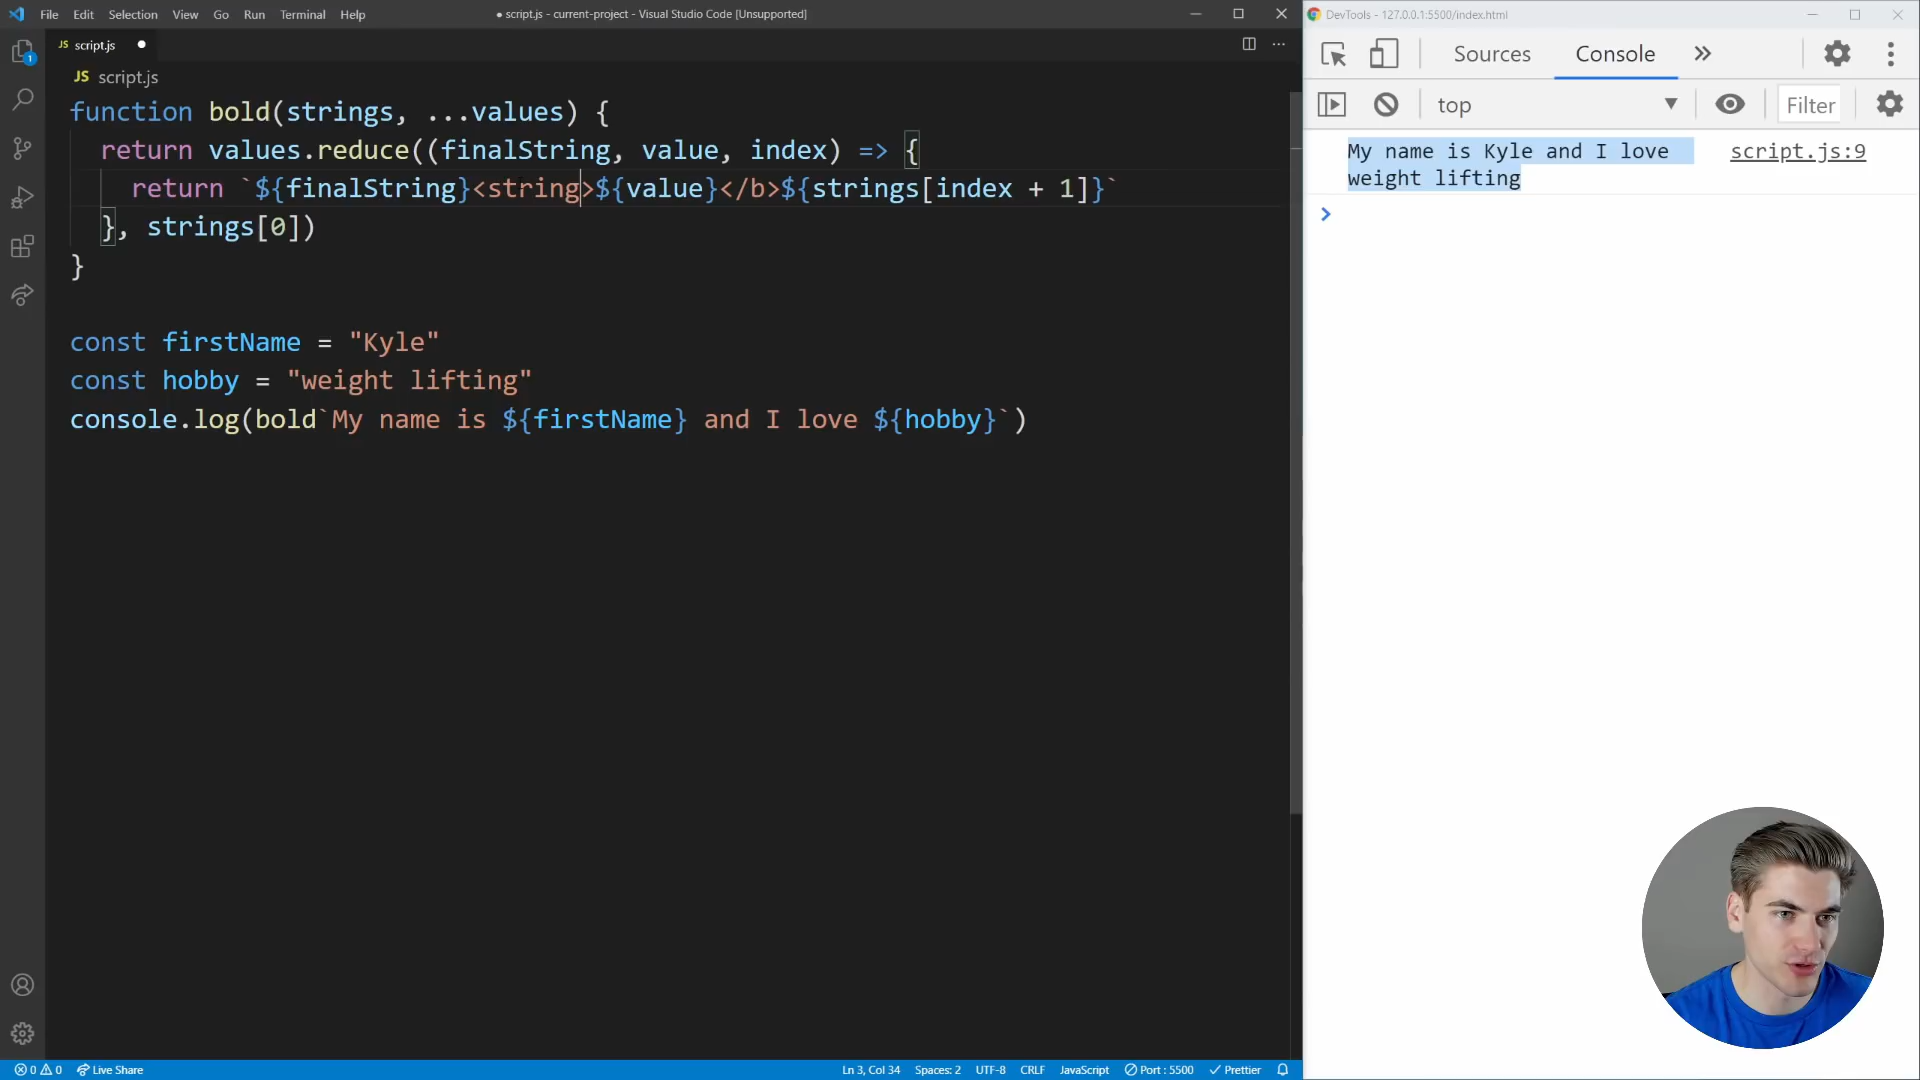 File Edit Selection View Go Run Terminal Help
● script.js - current-project - Visual Studio Code [Unsupported]
JS script.js ●
JS script.js
function bold(strings, ...values) {
  return values.reduce((finalString, value, index) => {
    return `${finalString}<string>${value}</b>${strings[index + 1]}`
  }, strings[0])
}
const firstName = "Kyle"
const hobby = "weight lifting"
console.log(bold`My name is ${firstName} and I love ${hobby}`)
1
0 0 Live Share
Ln 3, Col 34 Spaces: 2 UTF-8 CRLF JavaScript Port : 5500 Prettier
DevTools - 127.0.0.1:5500/index.html
Sources Console
top Filter
My name is Kyle and I love script.js:9
weight lifting